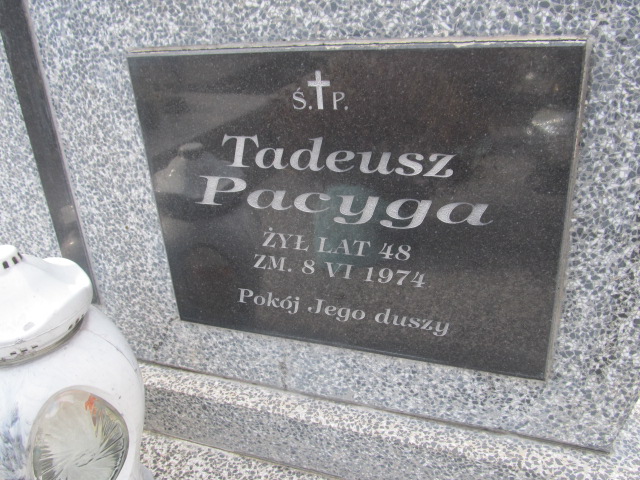 Ś.†P.
Tadeusz
Pacyga
ŻYŁ LAT 48
ZM. 8 VI 1974
Pokój Jego duszy